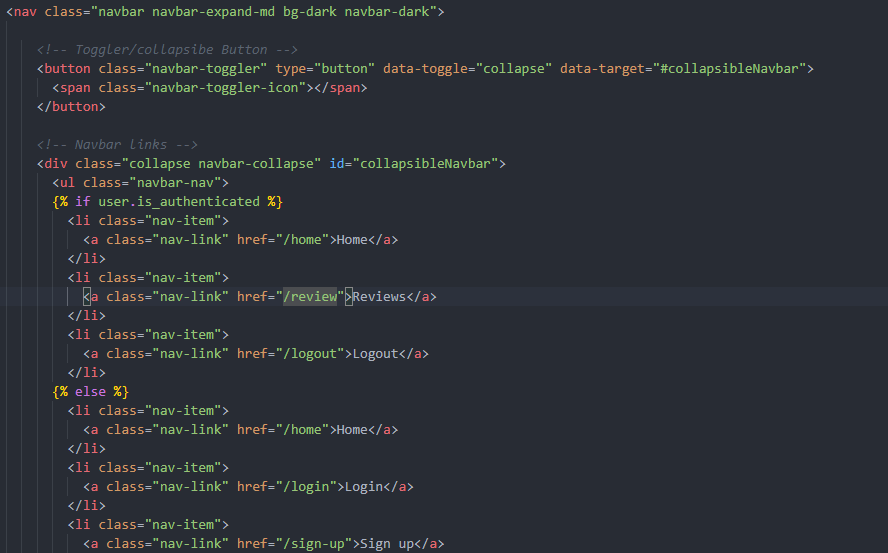 <nav class="navbar navbar-expand-md bg-dark navbar-dark">
<!-- Toggler/collapsibe Button -->
<button class="navbar-toggler" type="button" data-toggle="collapse" data-target="#collapsibleNavbar">
<span class="navbar-toggler-icon"></span>
</button>
<!-- Navbar links -->
<div class="collapse navbar-collapse" id="collapsibleNavbar">
<ul class="navbar-nav">
{% if user.is_authenticated %}
<li class="nav-item">
<a class="nav-link" href="/home">Home</a>
</li>
<li class="nav-item">
<a class="nav-link" href="/review">Reviews</a>
</li>
<li class="nav-item">
<a class="nav-link" href="/logout">Logout</a>
</li>
{% else %}
<li class="nav-item">
<a class="nav-link" href="/home">Home</a>
</li>
<li class="nav-item">
<a class="nav-link" href="/login">Login</a>
</li>
<li class="nav-item">
<a class="nav-link" href="/sign-up">Sign up</a>